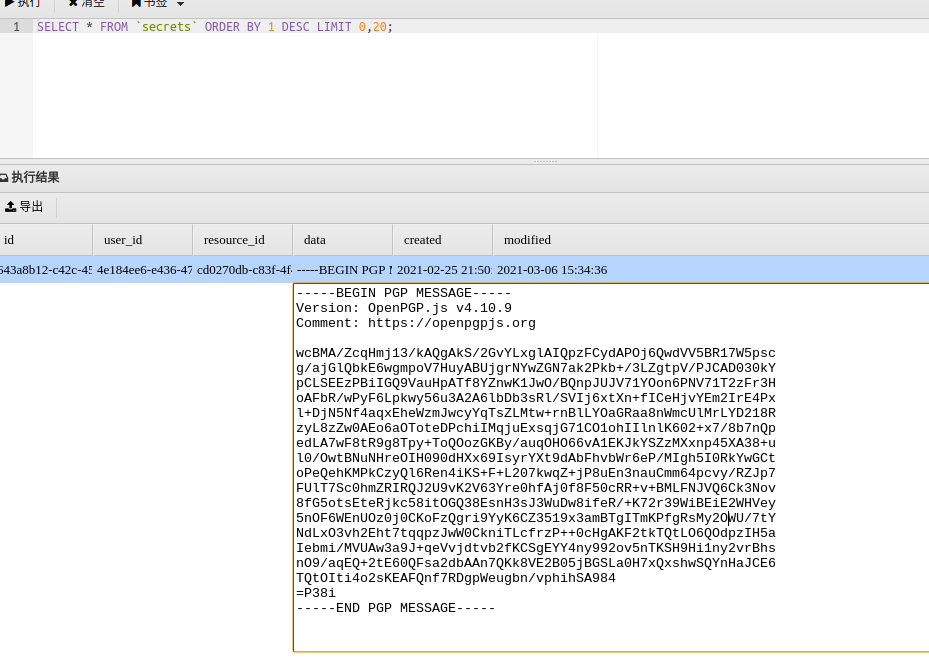 执行 清空 书签
1 SELECT * FROM `secrets` ORDER BY 1 DESC LIMIT 0,20;
执行结果
导出
id user_id resource_id data created modified
643a8b12-c42c-45 4e184ee6-e436-47 cd0270db-c83f-4f -----BEGIN PGP M 2021-02-25 21:50: 2021-03-06 15:34:36
-----BEGIN PGP MESSAGE-----
Version: OpenPGP.js v4.10.9
Comment: https://openpgpjs.org
wcBMA/ZcqHmj13/kAQgAkS/2GvYLxglAIQpzFCydAPOj6QwdVV5BR17W5psc
g/ajGlQbkE6wgmpoV7HuyABUjgrNYwZGN7ak2Pkb+/3LZgtpV/PJCAD030kY
pCLSEEzPBiIGQ9VauHpATf8YZnwK1JwO/BQnpJUJV71YOon6PNV71T2zFr3H
oAFbR/wPyF6Lpkwy56u3A2A6lbDb3sRl/SVIj6xtXn+fICeHjvYEm2IrE4Px
l+DjN5Nf4aqxEheWzmJwcyYqTsZLMtw+rnBlLYOaGRaa8nWmcUlMrLYD218R
zyL8zZw0AEo6aOToteDPchiIMqjuExsqjG71CO1ohIIlnlK602+x7/8b7nQp
edLA7wF8tR9g8Tpy+ToQOozGKBy/auqOHO66vA1EKJkYSZzMXxnp45XA38+u
l0/OwtBNuNHreOIH090dHXx69IsyrYXt9dAbFhvbWr6eP/MIgh5I0RkYwGCt
oPeQehKMPkCzyQl6Ren4iKS+F+L207kwqZ+jP8uEn3nauCmm64pcvy/RZJp7
FUlT7Sc0hmZRIRQJ2U9vK2V63Yre0hfAj0f8F50cRR+v+BMLFNJVQ6Ck3Nov
8fG5otsEteRjkc58itOGQ38EsnH3sJ3WuDw8ifeR/+K72r39WiBEiE2WHVey
5nOF6WEnUOz0j0CKoFzQgri9YyK6CZ3519x3amBTgITmKPfgRsMy2OWU/7tY
NdLxO3vh2Eht7tqqpzJwW0CkniTLcfrzP++0cHgAKF2tkTQtLO6QOdpzIH5a
Iebmi/MVUAw3a9J+qeVvjdtvb2fKCSgEYY4ny992ov5nTKSH9Hi1ny2vrBhs
nO9/aqEQ+2tE60QFsa2dbAAn7QKk8VE2B05jBGSLa0H7xQxshwSQYnHaJCE6
TQtOIti4o2sKEAFQnf7RDgpWeugbn/vphihSA984
=P38i
-----END PGP MESSAGE-----